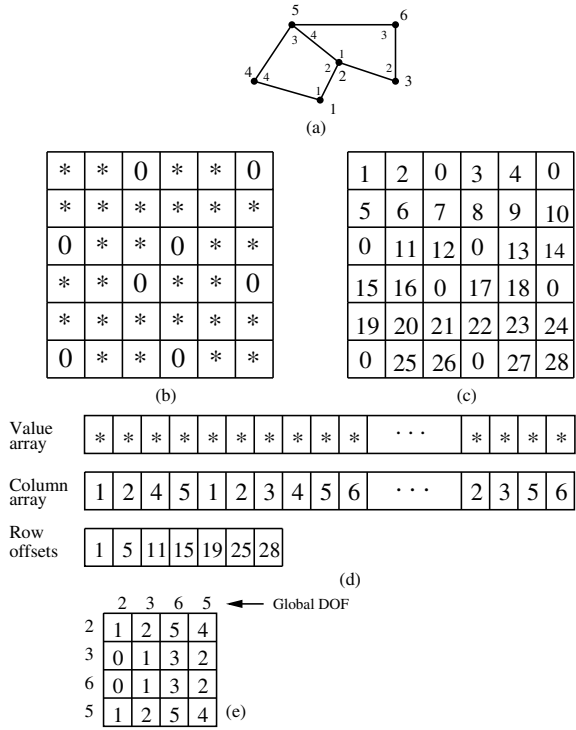 5 6
3 4 3
1
4 4 2 2 2 3
1
1
(a)
* * 0 * * 0
* * * * * *
0 * * 0 * *
* * 0 * * 0
* * * * * *
0 * * 0 * *
(b)
1 2 0 3 4 0
5 6 7 8 9 10
0 11 12 0 13 14
15 16 0 17 18 0
19 20 21 22 23 24
0 25 26 0 27 28
(c)
Value array
* * * * * * * * * * ... * * * *
Column array
1 2 4 5 1 2 3 4 5 6 ... 2 3 5 6
Row offsets
1 5 11 15 19 25 28
(d)
2 3 6 5 Global DOF
2 1 2 5 4
3 0 1 3 2
6 0 1 3 2
5 1 2 5 4
(e)